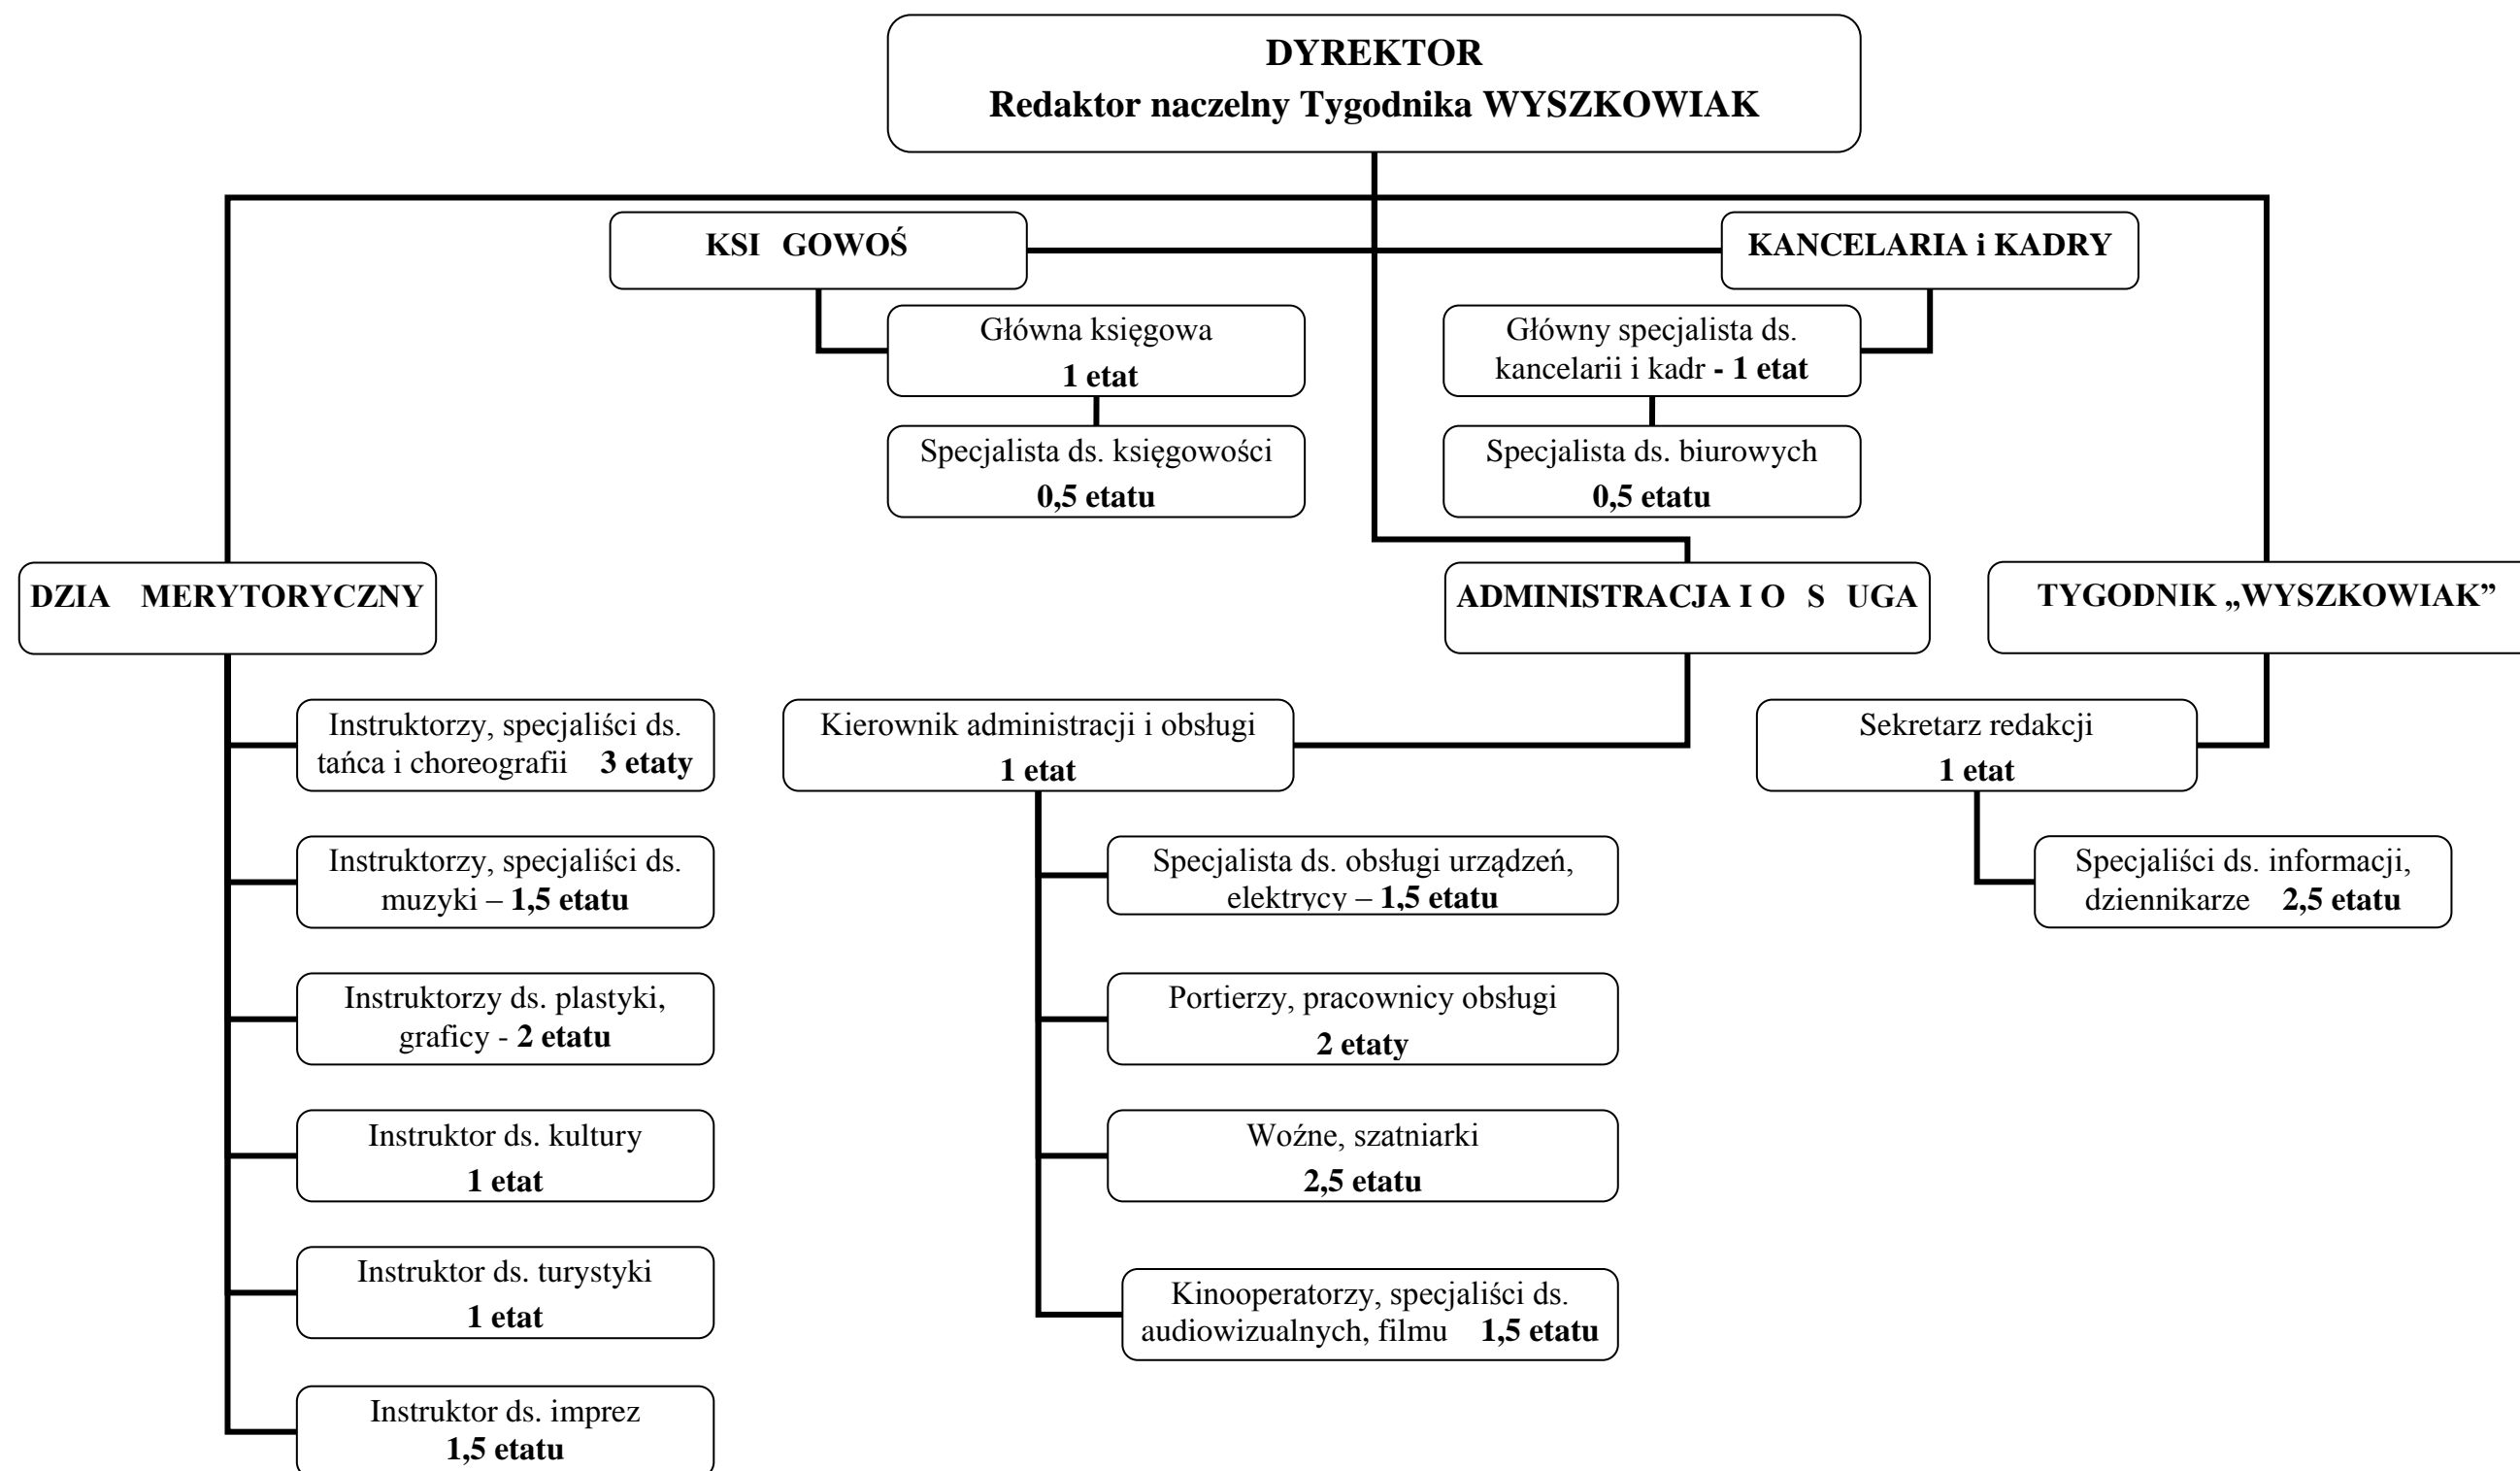 DYREKTOR
Redaktor naczelny Tygodnika WYSZKOWIAK
KSI GOWOŚ
KANCELARIA i KADRY
Główna księgowa
1 etat
Główny specjalista ds.
kancelarii i kadr - 1 etat
Specjalista ds. księgowości
0,5 etatu
Specjalista ds. biurowych
0,5 etatu
DZIA MERYTORYCZNY
ADMINISTRACJA I O S UGA
TYGODNIK „WYSZKOWIAK”
Instruktorzy, specjaliści ds.
tańca i choreografii 3 etaty
Instruktorzy, specjaliści ds.
muzyki – 1,5 etatu
Instruktorzy ds. plastyki,
graficy - 2 etatu
Instruktor ds. kultury
1 etat
Instruktor ds. turystyki
1 etat
Instruktor ds. imprez
1,5 etatu
Kierownik administracji i obsługi
1 etat
Specjalista ds. obsługi urządzeń,
elektrycy – 1,5 etatu
Portierzy, pracownicy obsługi
2 etaty
Woźne, szatniarki
2,5 etatu
Kinooperatorzy, specjaliści ds.
audiowizualnych, filmu 1,5 etatu
Sekretarz redakcji
1 etat
Specjaliści ds. informacji,
dziennikarze 2,5 etatu